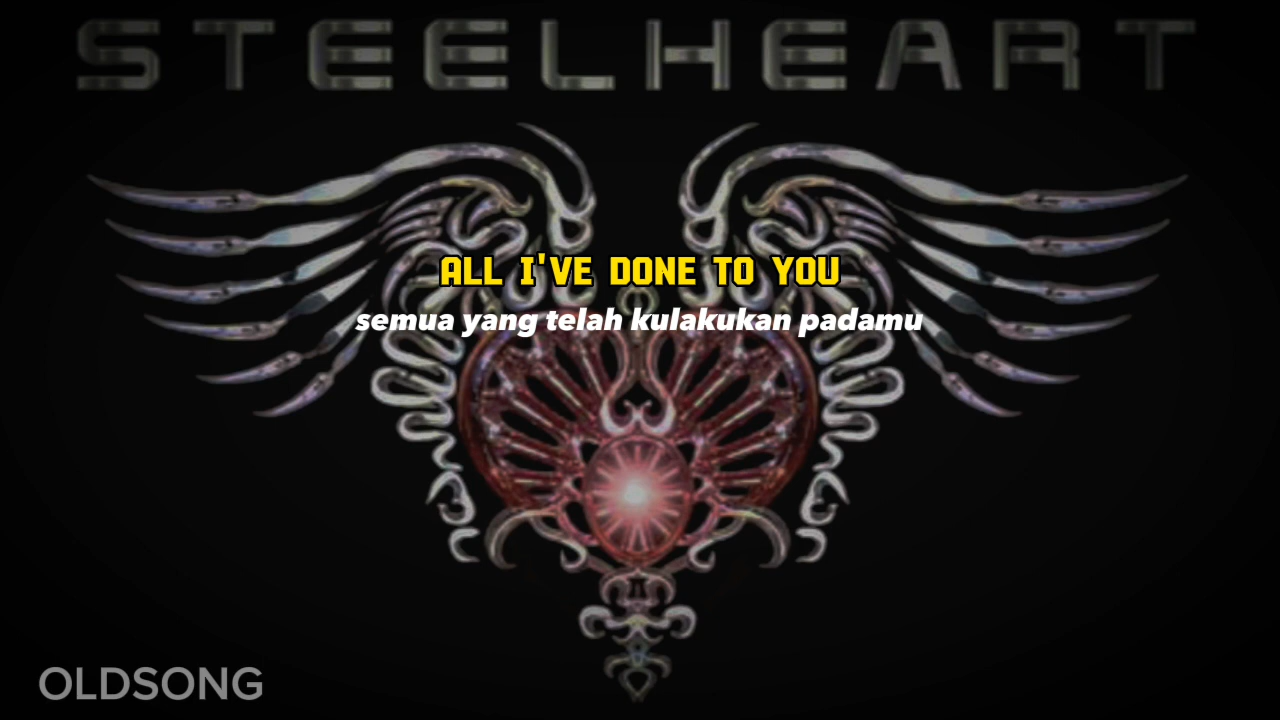 STEELHEART
ALL I'VE DONE TO YOU
semua yang telah kulakukan padamu
OLDSONG